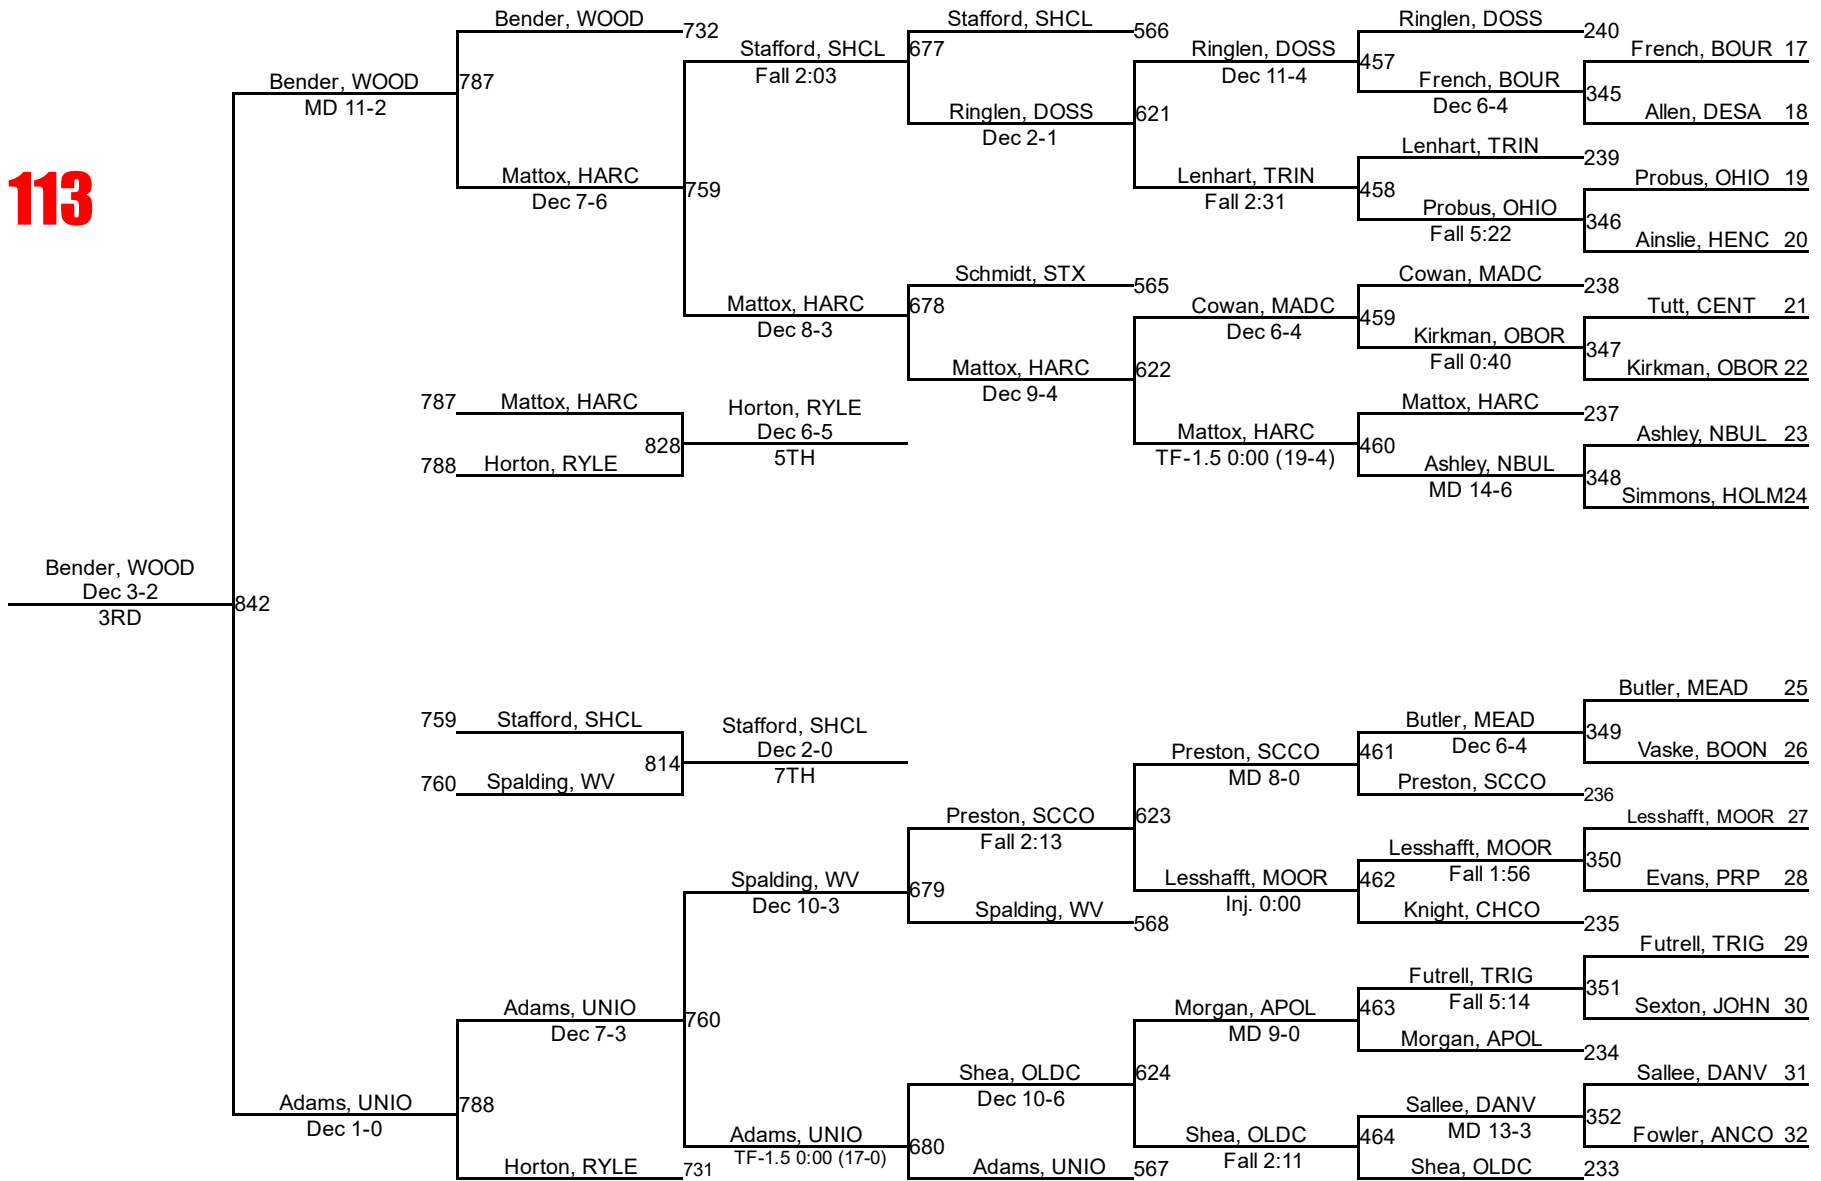 Bender, WOOD
732
Stafford, SHCL
566
Ringlen, DOSS
240
Stafford, SHCL
677
Fall 2:03
Ringlen, DOSS
457
Dec 11-4
French, BOUR 17
Bender, WOOD
787
MD 11-2
French, BOUR
345
Dec 6-4
Ringlen, DOSS
621
Dec 2-1
Allen, DESA 18
Lenhart, TRIN
239
113
Mattox, HARC
Dec 7-6
759
Lenhart, TRIN
458
Fall 2:31
Probus, OHIO 19
Probus, OHIO
346
Fall 5:22
Ainslie, HENC 20
Schmidt, STX
565
Cowan, MADC
238
Mattox, HARC
678
Dec 8-3
Cowan, MADC
459
Dec 6-4
Tutt, CENT 21
Kirkman, OBOR
347
Fall 0:40
Mattox, HARC
622
Dec 9-4
Kirkman, OBOR 22
787
Mattox, HARC
Horton, RYLE
Dec 6-5
5TH
828
788
Horton, RYLE
Mattox, HARC
237
Mattox, HARC
460
TF-1.5 0:00 (19-4)
Ashley, NBUL 23
Ashley, NBUL
348
MD 14-6
Simmons, HOLM24
Bender, WOOD
Dec 3-2
3RD
842
Butler, MEAD 25
759
Stafford, SHCL
Stafford, SHCL
Dec 2-0
7TH
814
760
Spalding, WV
Butler, MEAD
349
Dec 6-4
Preston, SCCO
461
MD 8-0
Vaske, BOON 26
Preston, SCCO
236
Preston, SCCO
623
Fall 2:13
Lesshafft, MOOR 27
Lesshafft, MOOR
350
Fall 1:56
Spalding, WV
679
Dec 10-3
Lesshafft, MOOR
462
Inj. 0:00
Evans, PRP 28
Spalding, WV
568
Knight, CHCO
235
Futrell, TRIG 29
Futrell, TRIG
351
Fall 5:14
Adams, UNIO
760
Dec 7-3
Morgan, APOL
463
MD 9-0
Sexton, JOHN 30
Morgan, APOL
234
Shea, OLDC
624
Dec 10-6
Sallee, DANV 31
Adams, UNIO
788
Dec 1-0
Sallee, DANV
352
MD 13-3
Adams, UNIO
680
TF-1.5 0:00 (17-0)
Shea, OLDC
464
Fall 2:11
Fowler, ANCO 32
Horton, RYLE
731
Adams, UNIO
567
Shea, OLDC
233